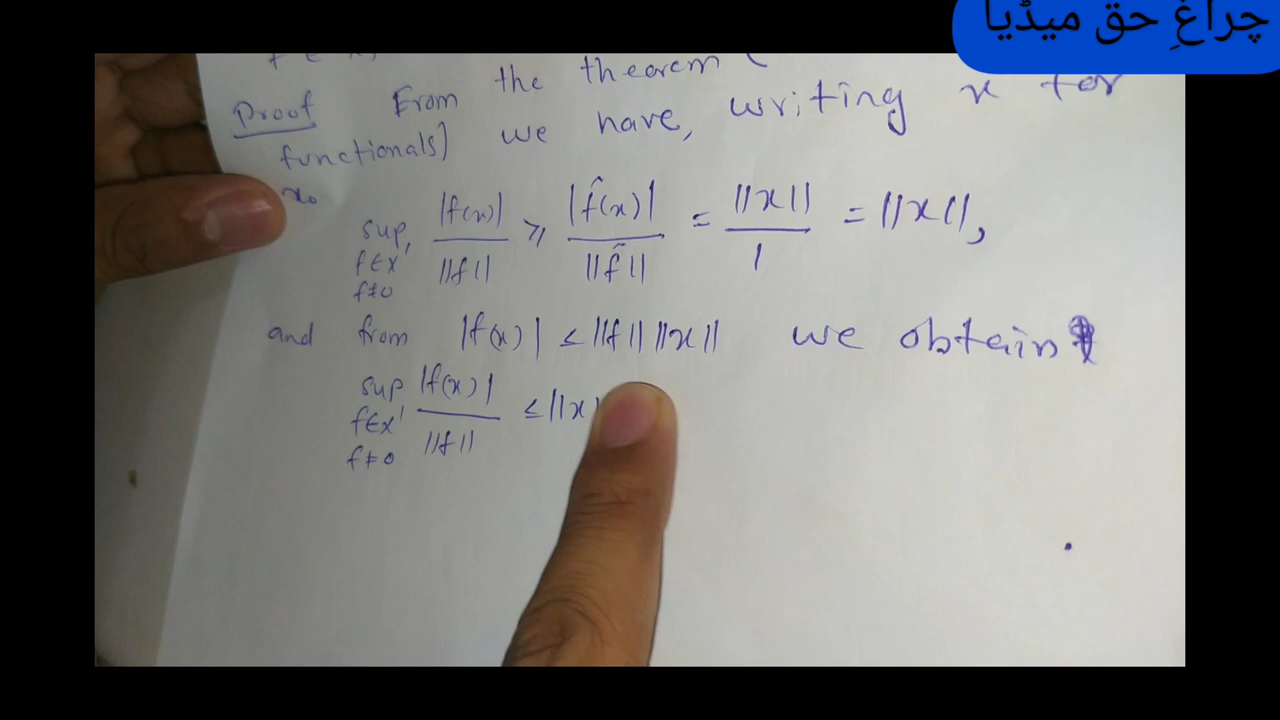 چراغِ حق میڈیا
Proof From the theorem (
functionals) we have, writing x for
x₀
sup f∈X' f≠0 |f(x)| / ||f|| ≥ |f̂(x)| / ||f̂|| = ||x|| / 1 = ||x||,
and from |f(x)| ≤ ||f|| ||x|| we obtain
sup f∈X' f≠0 |f(x)| / ||f|| ≤ ||x|